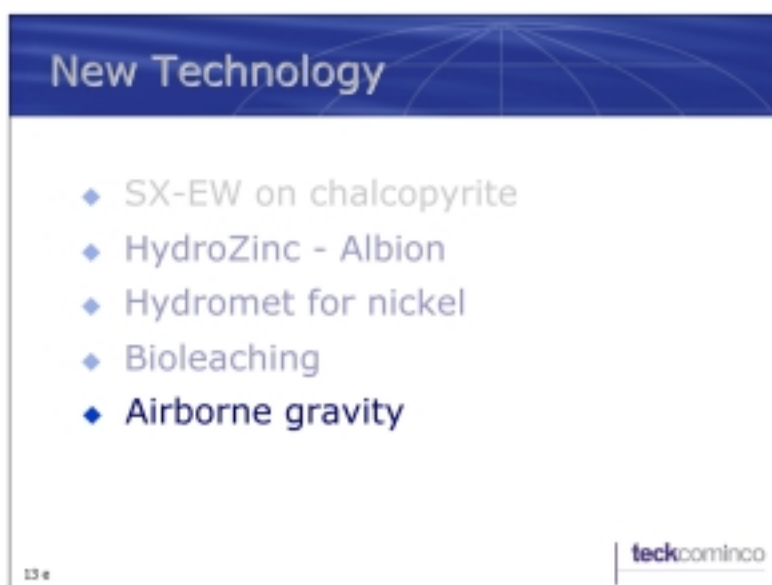 New Technology
SX-EW on chalcopyrite
HydroZinc - Albion
Hydromet for nickel
Bioleaching
Airborne gravity
13 e
teckcominco